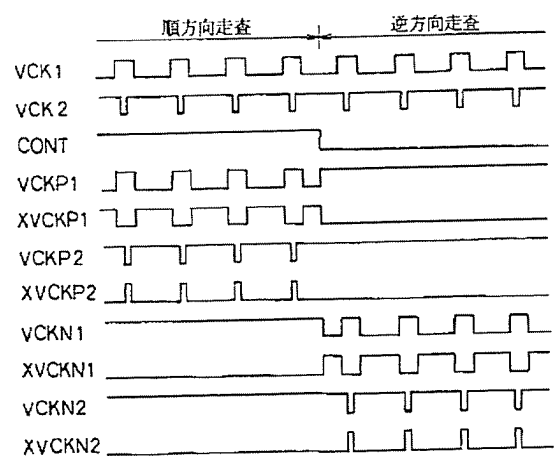 順方向走査 逆方向走査
VCK1
VCK2
CONT
VCKP1
XVCKP1
VCKP2
XVCKP2
VCKN1
XVCKN1
VCKN2
XVCKN2